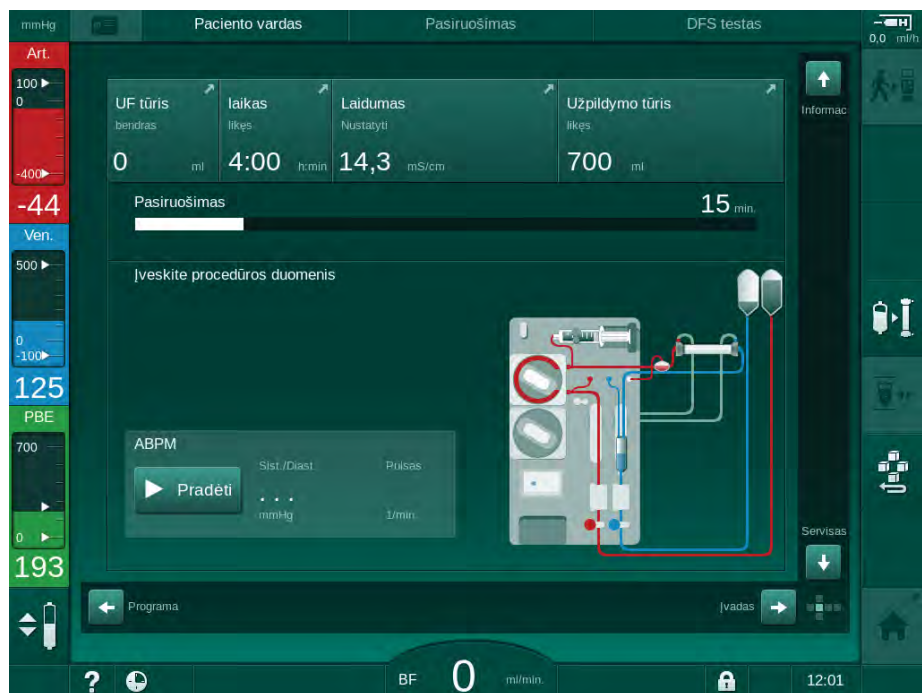 mmHg
Paciento vardas
Pasiruošimas
DFS testas
0,0 ml/h
Art.
100
0
-400
-44
Ven.
500
0
-100
125
PBE
700
0
193
UF tūris
bendras
0 ml
laikas
likęs
4:00 h:min
Laidumas
Nustatyti
14,3 mS/cm
Užpildymo tūris
likęs
700 ml
Informac
Pasiruošimas
15 min.
Įveskite procedūros duomenis
ABPM
Sist./Diast.
Pulsas
Pradėti
. . .
mmHg
1/min.
Servisas
Programa
Įvadas
?
BF 0 ml/min.
12:01